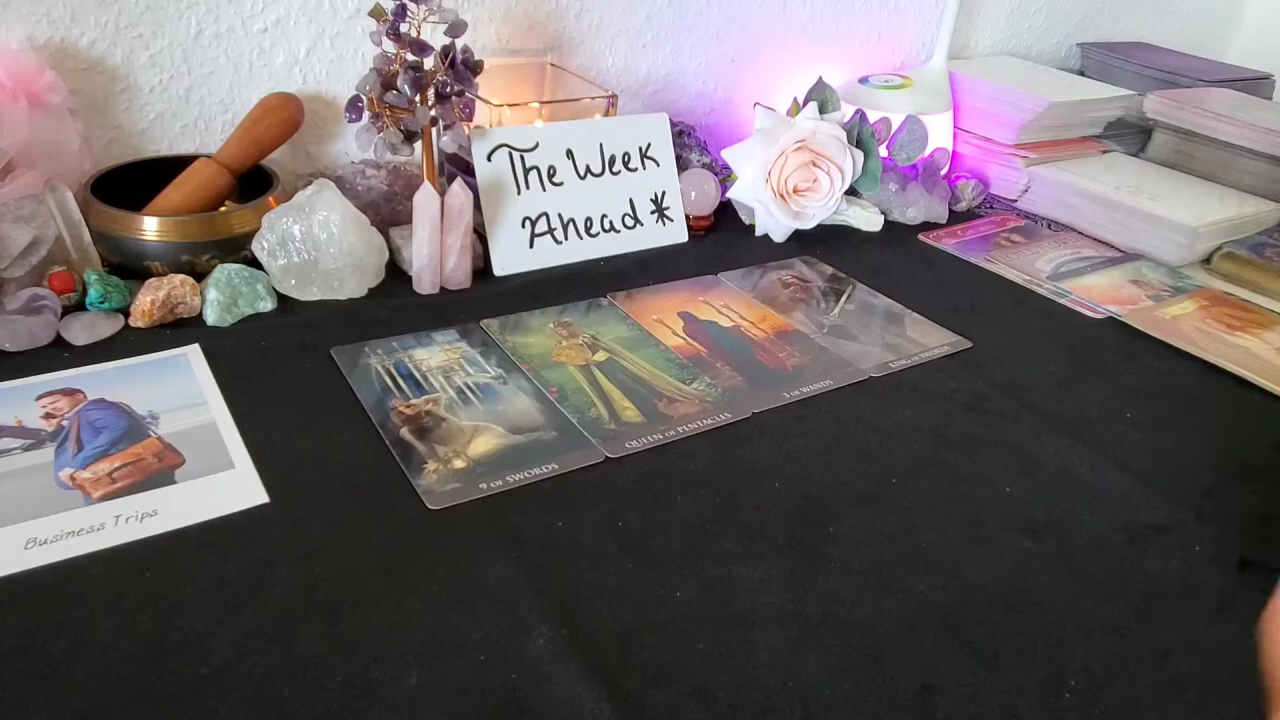 The Week
Ahead *
9 OF SWORDS
QUEEN OF PENTACLES
3 OF WANDS
KING OF SWORDS
Business Trips